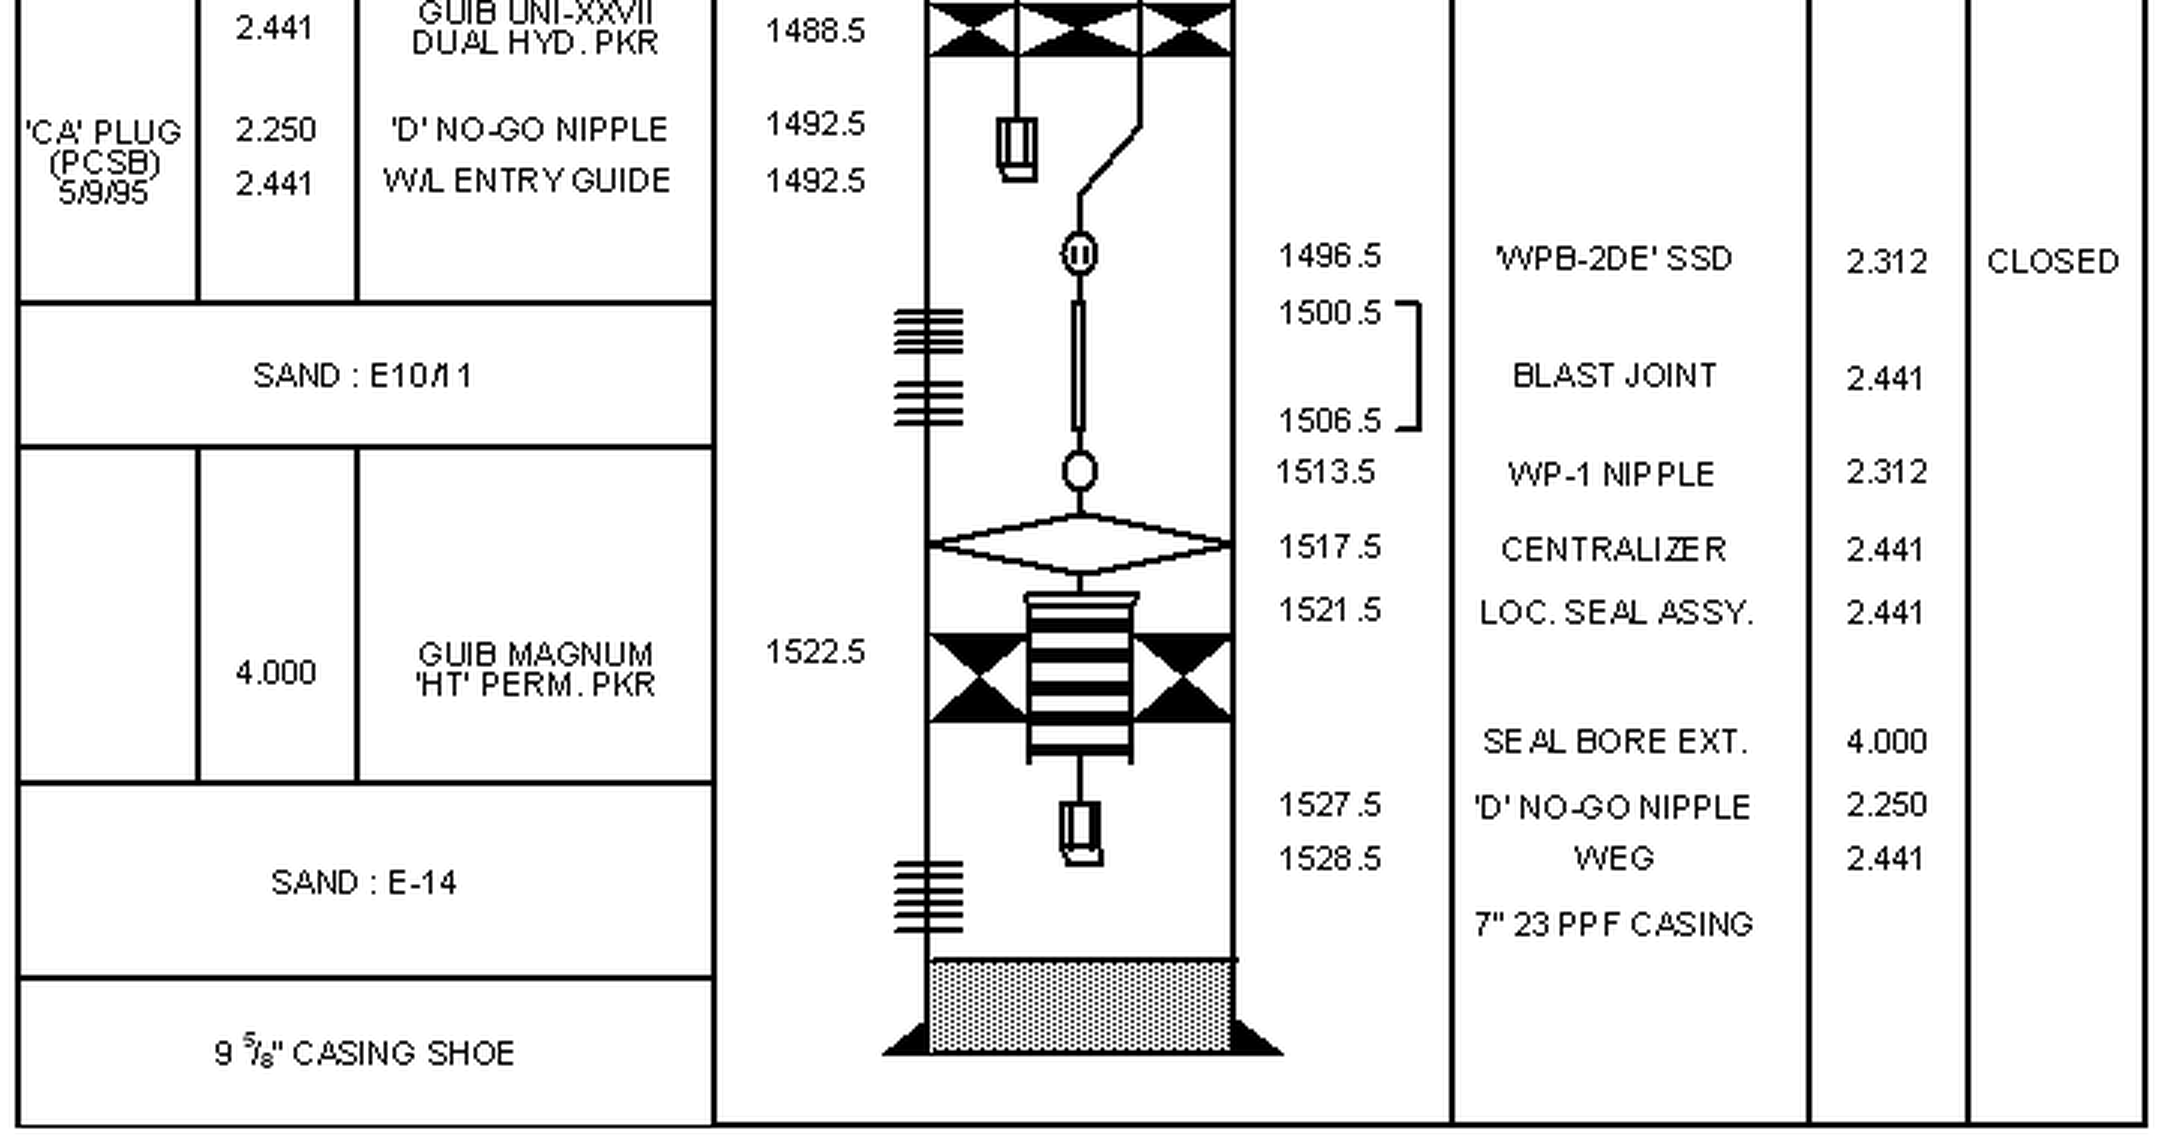 2.441
GUIB UNI-XXVII
DUAL HYD. PKR
1488.5
'CA' PLUG
(PCSB)
5/9/95
2.250
'D' NO-GO NIPPLE
1492.5
2.441
W/L ENTRY GUIDE
1492.5
1496.5
'WPB-2DE' SSD
2.312
CLOSED
1500.5
SAND : E10/11
BLAST JOINT
2.441
1506.5
1513.5
WP-1 NIPPLE
2.312
1517.5
CENTRALIZER
2.441
1521.5
LOC. SEAL ASSY.
2.441
4.000
GUIB MAGNUM
'HT' PERM. PKR
1522.5
SEAL BORE EXT.
4.000
1527.5
'D' NO-GO NIPPLE
2.250
1528.5
WEG
2.441
SAND : E-14
7" 23 PPF CASING
9 5/8" CASING SHOE